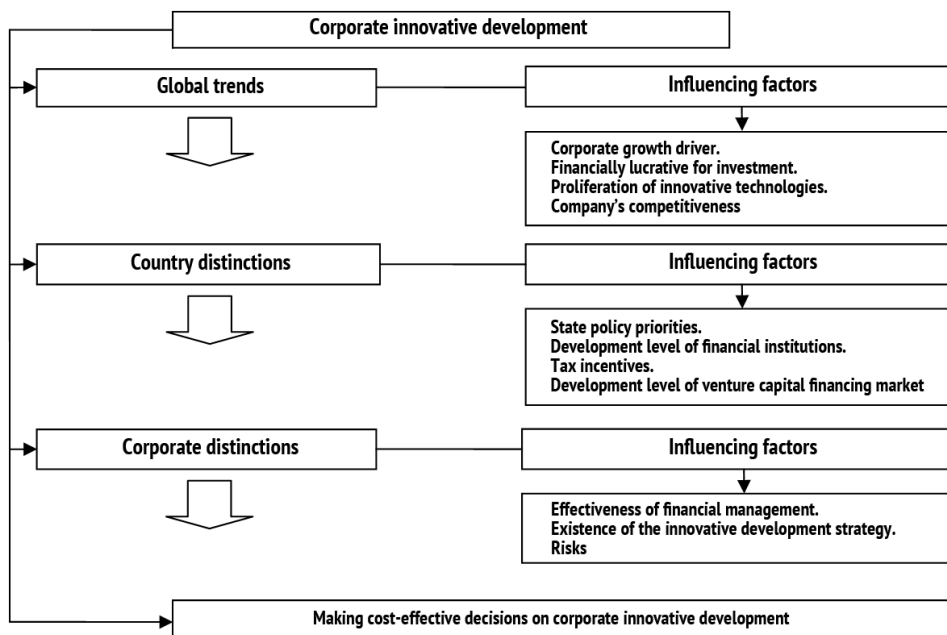 Corporate innovative development
Global trends
Influencing factors
Corporate growth driver.
Financially lucrative for investment.
Proliferation of innovative technologies.
Company’s competitiveness
Country distinctions
Influencing factors
State policy priorities.
Development level of financial institutions.
Tax incentives.
Development level of venture capital financing market
Corporate distinctions
Influencing factors
Effectiveness of financial management.
Existence of the innovative development strategy.
Risks
Making cost-effective decisions on corporate innovative development